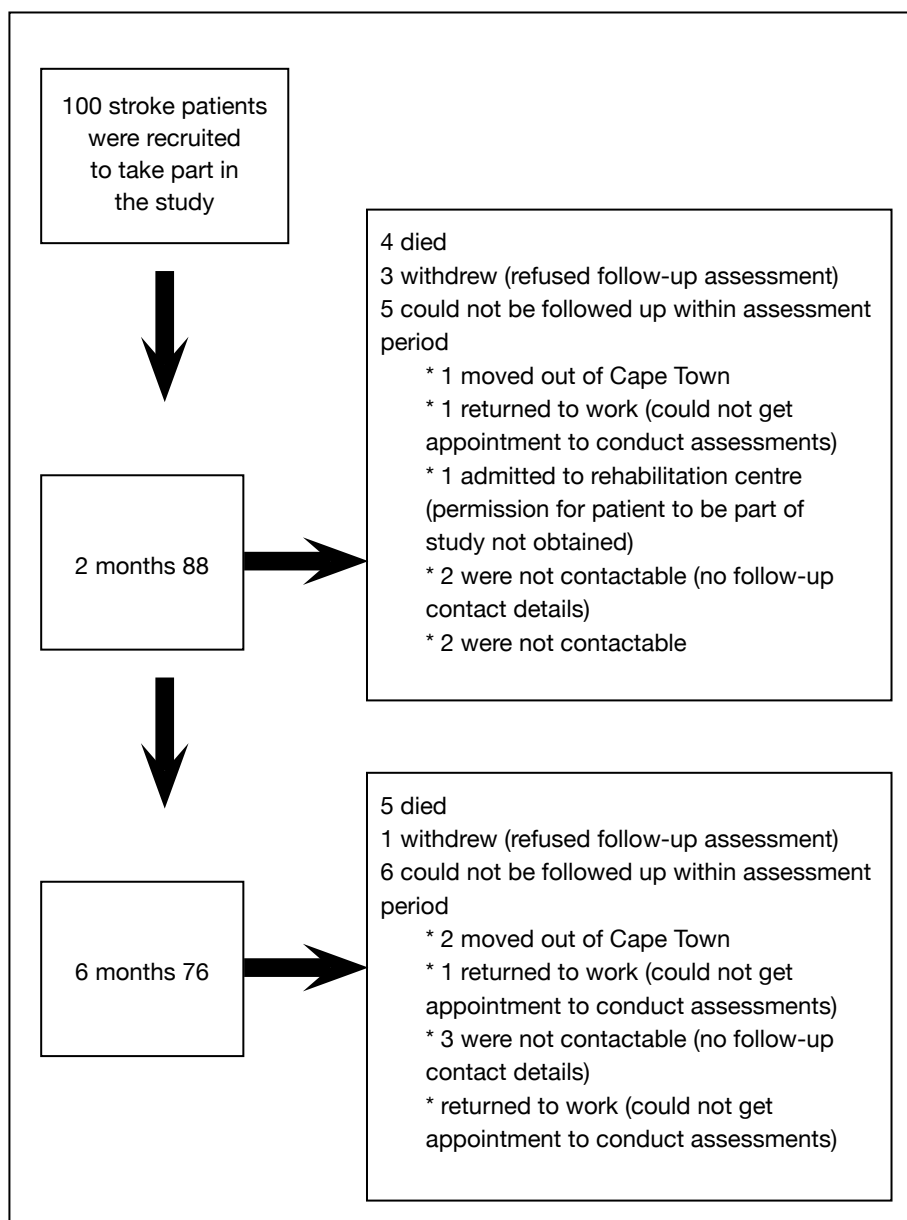 100 stroke patients
were recruited
to take part in
the study
4 died
3 withdrew (refused follow-up assessment)
5 could not be followed up within assessment
period
* 1 moved out of Cape Town
* 1 returned to work (could not get
appointment to conduct assessments)
* 1 admitted to rehabilitation centre
(permission for patient to be part of
study not obtained)
* 2 were not contactable (no follow-up
contact details)
* 2 were not contactable
2 months 88
5 died
1 withdrew (refused follow-up assessment)
6 could not be followed up within assessment
period
* 2 moved out of Cape Town
* 1 returned to work (could not get
appointment to conduct assessments)
* 3 were not contactable (no follow-up
contact details)
* returned to work (could not get
appointment to conduct assessments)
6 months 76